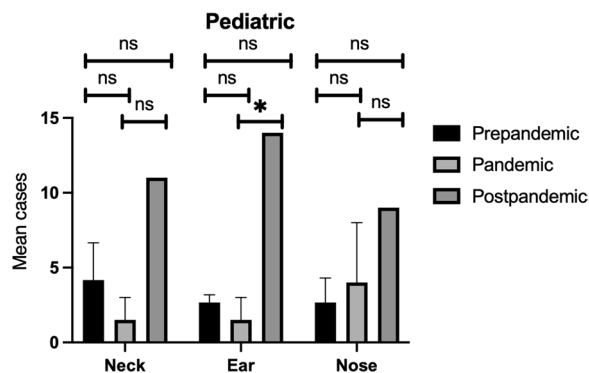 Pediatric
ns ns ns
ns ns ns
ns * ns
15
10
5
0
Mean cases
Neck Ear Nose
Prepandemic
Pandemic
Postpandemic